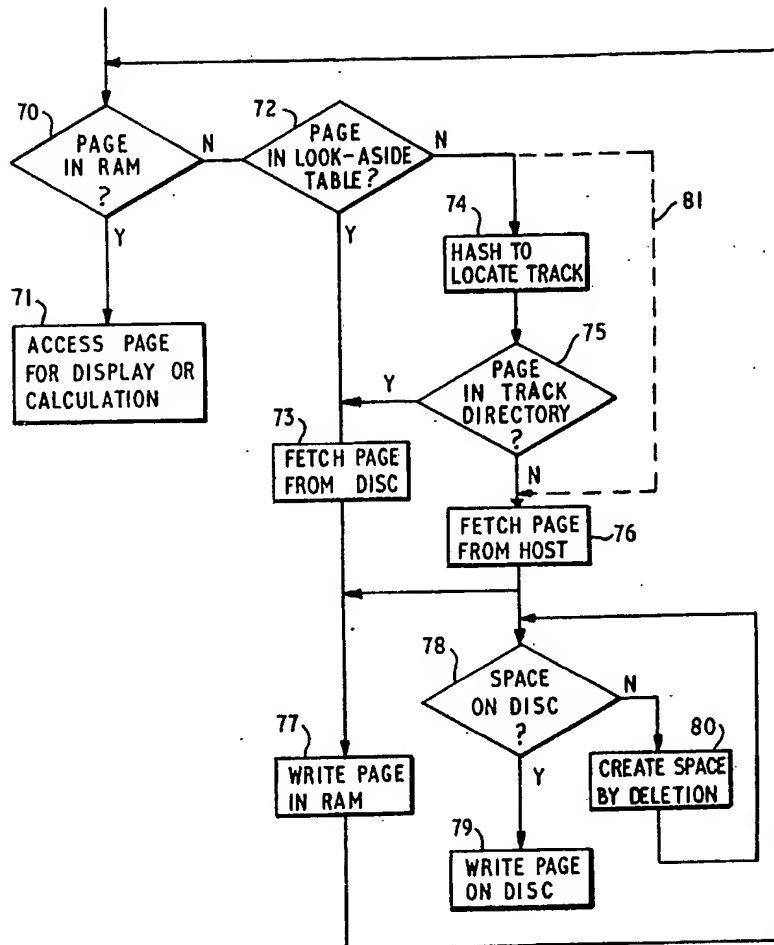 70
PAGE
IN RAM
?
N
Y
72
PAGE
IN LOOK-ASIDE
TABLE?
N
Y
81
74
HASH TO
LOCATE TRACK
71
ACCESS PAGE
FOR DISPLAY OR
CALCULATION
75
PAGE
IN TRACK
DIRECTORY
?
Y
N
73
FETCH PAGE
FROM DISC
FETCH PAGE
FROM HOST
76
78
SPACE
ON DISC
?
N
Y
77
WRITE PAGE
IN RAM
80
CREATE SPACE
BY DELETION
79
WRITE PAGE
ON DISC